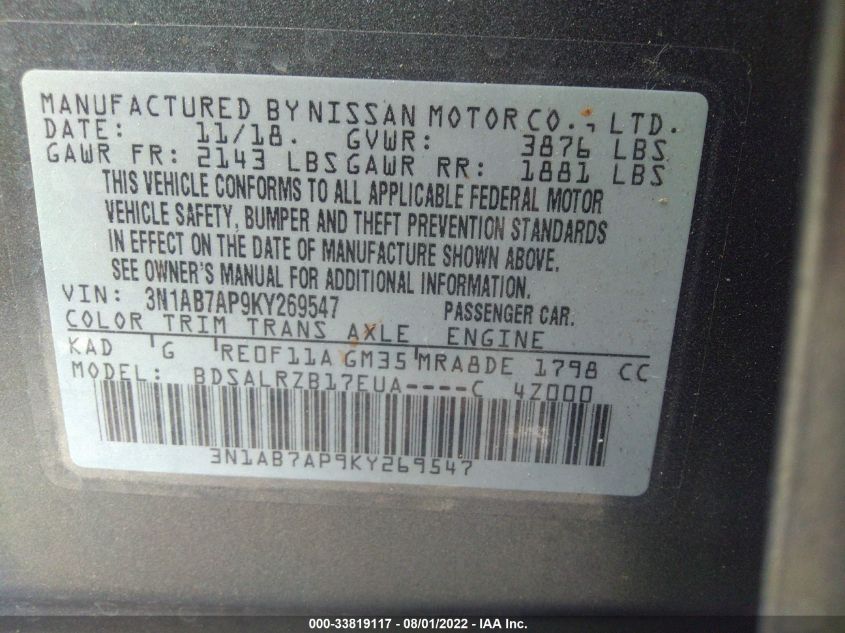 MANUFACTURED BY NISSAN MOTOR CO., LTD.
DATE: 11/18. GVWR: 3876 LBS
GAWR FR: 2143 LBS GAWR RR: 1881 LBS
THIS VEHICLE CONFORMS TO ALL APPLICABLE FEDERAL MOTOR
VEHICLE SAFETY, BUMPER AND THEFT PREVENTION STANDARDS
IN EFFECT ON THE DATE OF MANUFACTURE SHOWN ABOVE.
SEE OWNER'S MANUAL FOR ADDITIONAL INFORMATION.
VIN: 3N1AB7AP9KY269547 PASSENGER CAR.
COLOR TRIM TRANS AXLE ENGINE
KAD G RE0F11A GM35 MRA8DE 1798 CC
MODEL: BDSALRZB17EUA----C 4Z000
3N1AB7AP9KY269547
000-33819117 - 08/01/2022 - IAA Inc.